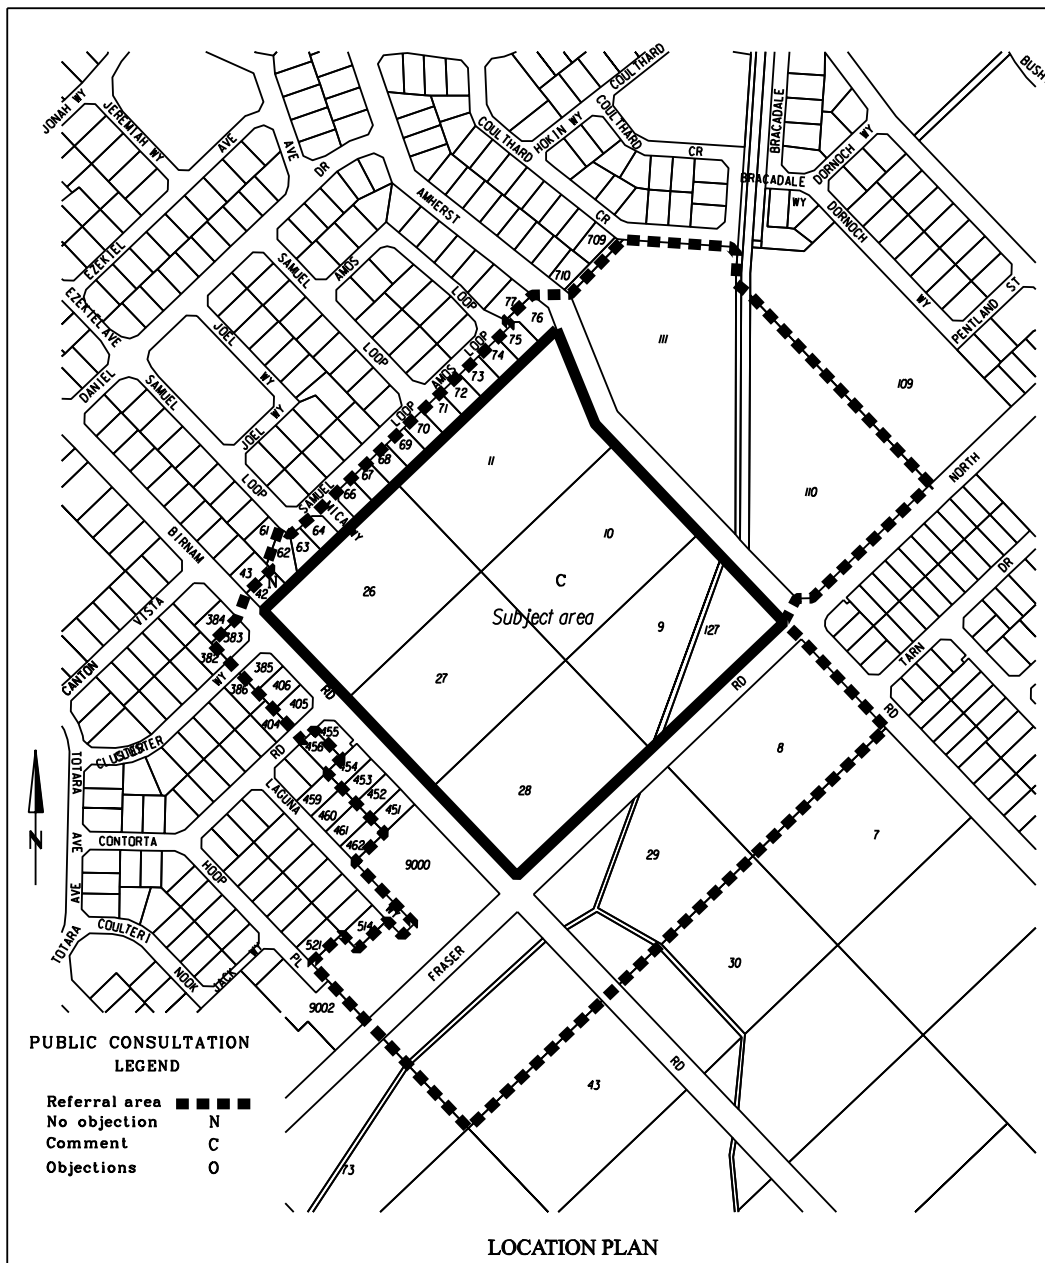 JONAH WY
JEREMIAH WY
AVE
AVE
DR
COULTHARD
HOKIN WY
COULTHARD
COULTHARD
CR
CR
BRACADALE
BRACADALE
WY
DORNOCH WY
DORNOCH
WY
PENTLAND
ST
BUSH
AMHERST
EZEKIEL
EZEKIEL AVE
SAMUEL
AMOS
LOOP
LOOP
709
710
77
76
75
74
73
72
71
70
69
68
67
66
64
63
62
61
43
42
N
LOOP
AMOS
LOOP
SAMUEL
MICA WY
DANIEL
SAMUEL
LOOP
JOEL
WY
JOEL WY
111
109
110
NORTH
11
10
C
Subject area
26
27
9
127
28
BIRNAM
RD
VISTA
CANTON
384
383
382
WY
385
386
406
405
404
RD
455
456
454
453
452
451
459
460
461
462
LAGUNA
CLUSTER
TOTARA
AVE
AVE
TOTARA
CONTORTA
HOOP
PL
COULTERI
NOOK
JACK WY
521
514
9000
9002
FRASER
RD
RD
TARN
DR
RD
8
7
29
30
43
73
N
PUBLIC CONSULTATION
LEGEND
Referral area
No objection N
Comment C
Objections O
LOCATION PLAN